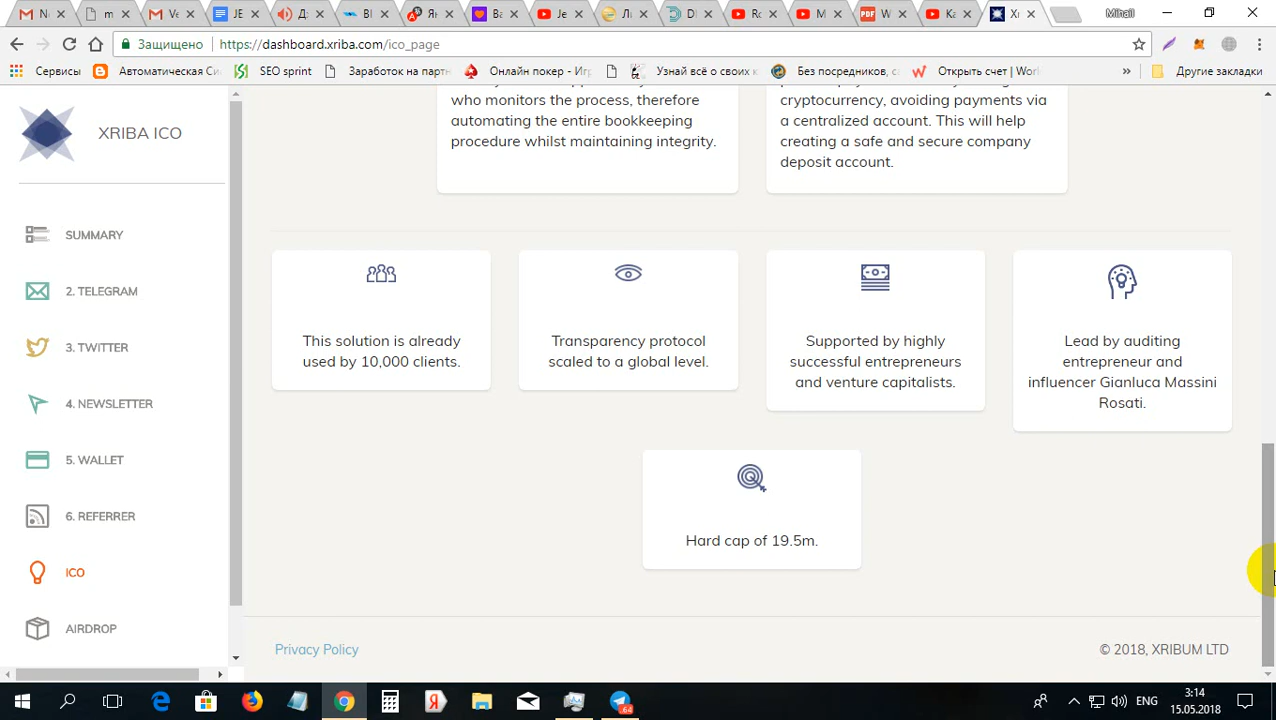 Mihail
Защищено
https://dashboard.xriba.com/ico_page
Сервисы
Автоматическая Си
SEO sprint
Заработок на партн
Онлайн покер - Иг
Узнай всё о своих к
Без посредников, с
Открыть счет | Worl
»
Другие закладки
XRIBA ICO
SUMMARY
2. TELEGRAM
3. TWITTER
4. NEWSLETTER
5. WALLET
6. REFERRER
ICO
AIRDROP
who monitors the process, therefore
automating the entire bookkeeping
procedure whilst maintaining integrity.
cryptocurrency, avoiding payments via
a centralized account. This will help
creating a safe and secure company
deposit account.
This solution is already
used by 10,000 clients.
Transparency protocol
scaled to a global level.
Supported by highly
successful entrepreneurs
and venture capitalists.
Lead by auditing
entrepreneur and
influencer Gianluca Massini
Rosati.
Hard cap of 19.5m.
Privacy Policy
© 2018, XRIBUM LTD
64
ENG
3:14
15.05.2018